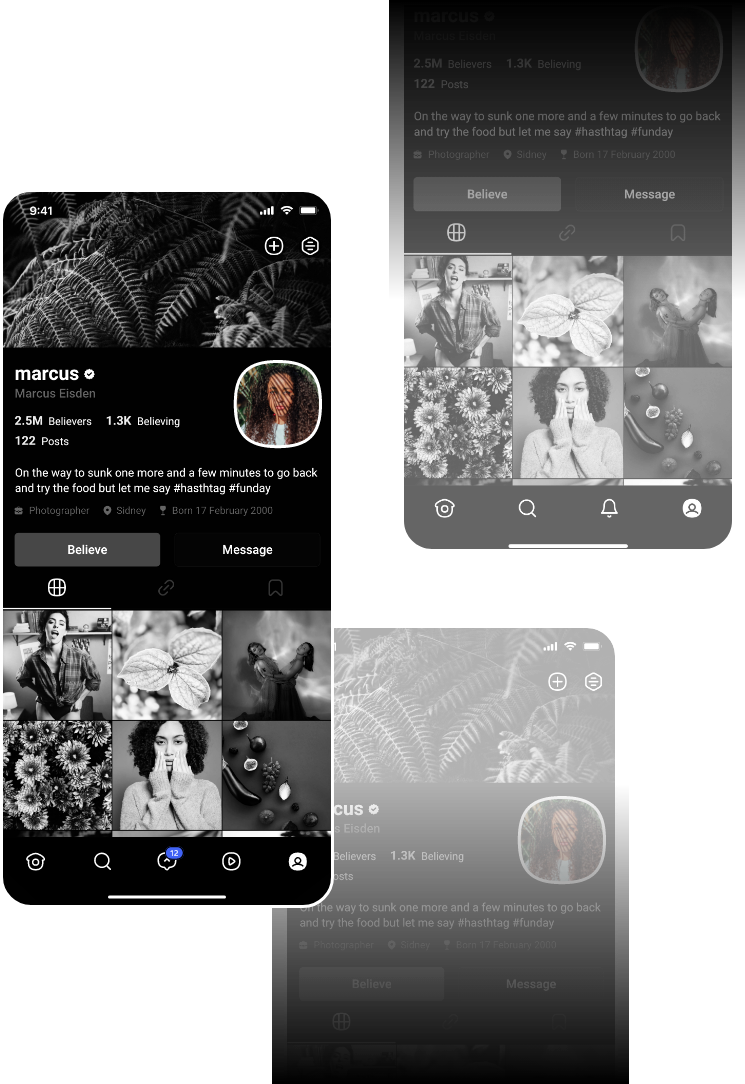 marcus
Marcus Eisden
2.5M Believers 1.3K Believing
122 Posts
On the way to sunk one more and a few minutes to go back
and try the food but let me say #hasthtag #funday
Photographer Sidney Born 17 February 2000
Believe Message
9:41
marcus
Marcus Eisden
2.5M Believers 1.3K Believing
122 Posts
On the way to sunk one more and a few minutes to go back
and try the food but let me say #hasthtag #funday
Photographer Sidney Born 17 February 2000
Believe Message
12
cus
s Eisden
Believers 1.3K Believing
osts
On the way to sunk one more and a few minutes to go back
and try the food but let me say #hasthtag #funday
Photographer Sidney Born 17 February 2000
Believe Message